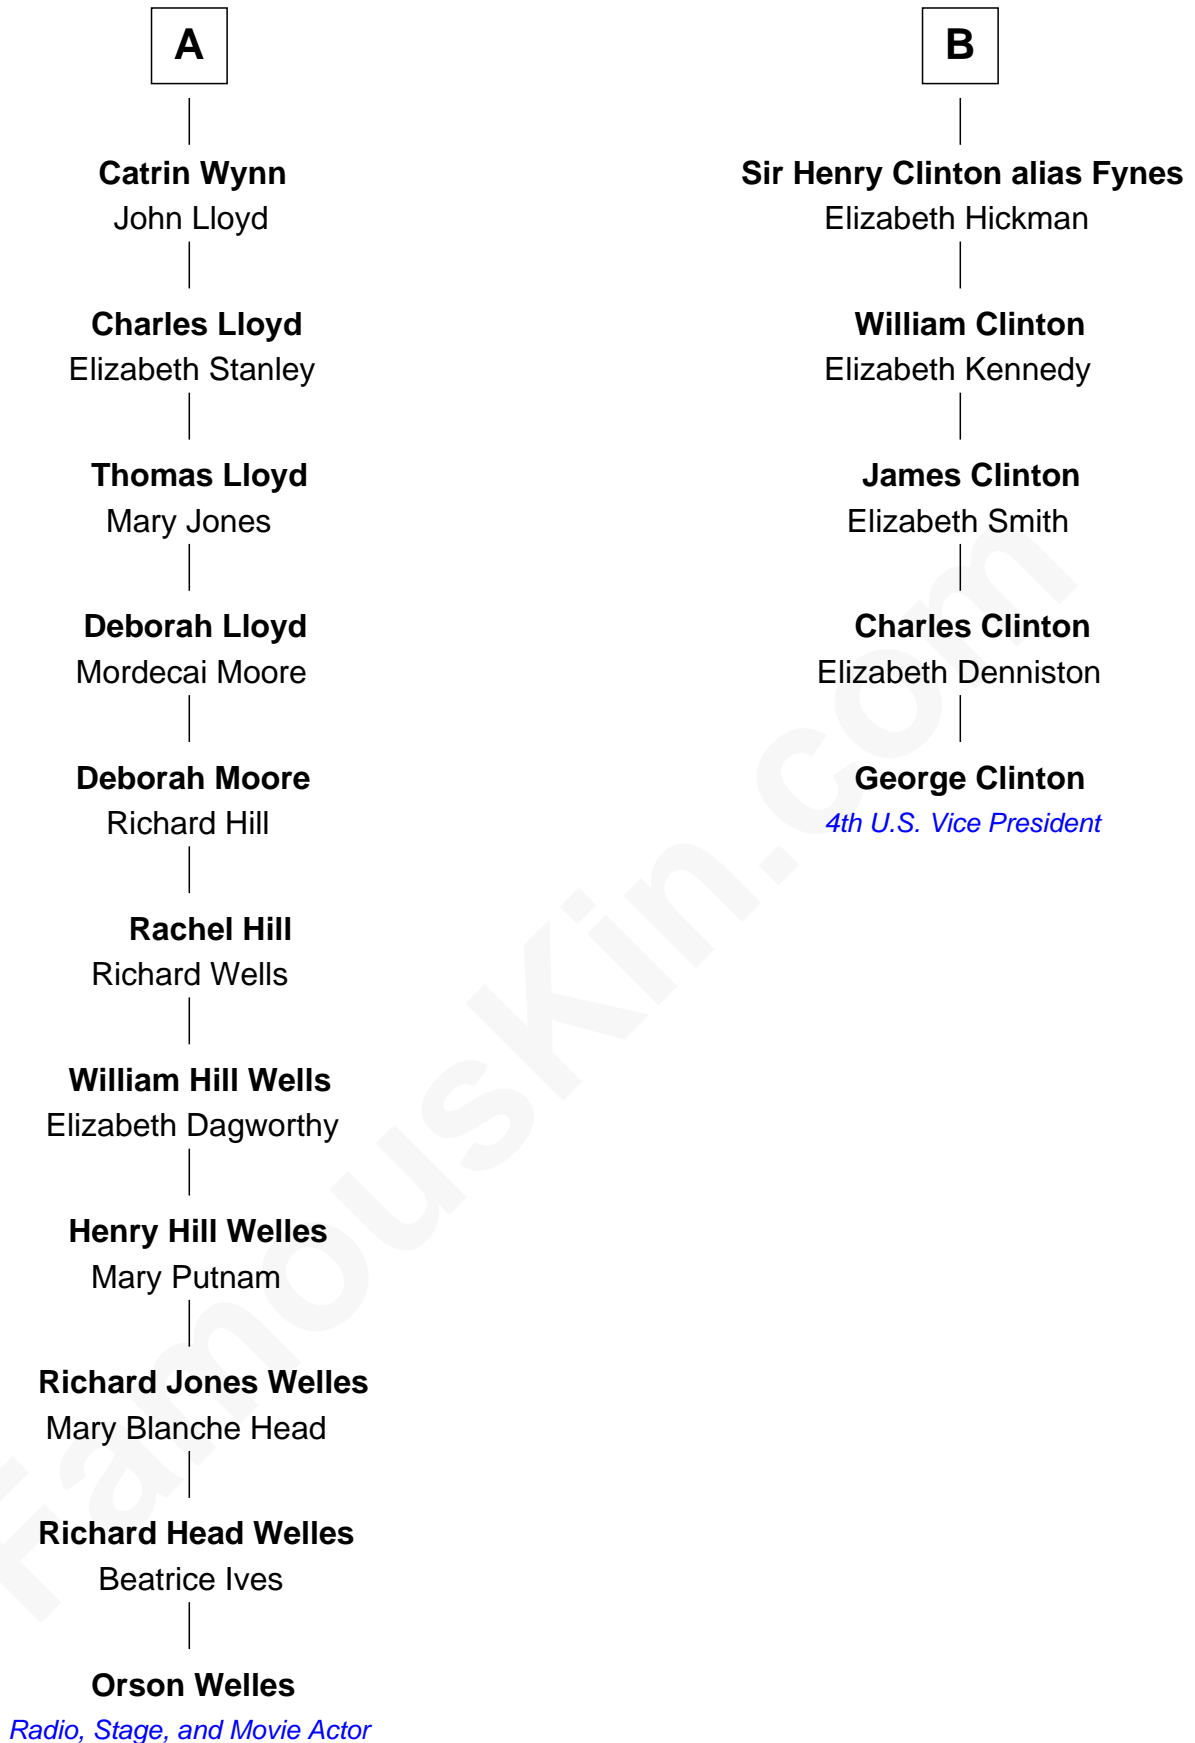 A
Catrin Wynn
John Lloyd
Charles Lloyd
Elizabeth Stanley
Thomas Lloyd
Mary Jones
Deborah Lloyd
Mordecai Moore
Deborah Moore
Richard Hill
Rachel Hill
Richard Wells
William Hill Wells
Elizabeth Dagworthy
Henry Hill Welles
Mary Putnam
Richard Jones Welles
Mary Blanche Head
Richard Head Welles
Beatrice Ives
Orson Welles
Radio, Stage, and Movie Actor
B
Sir Henry Clinton alias Fynes
Elizabeth Hickman
William Clinton
Elizabeth Kennedy
James Clinton
Elizabeth Smith
Charles Clinton
Elizabeth Denniston
George Clinton
4th U.S. Vice President
FamousKin.com